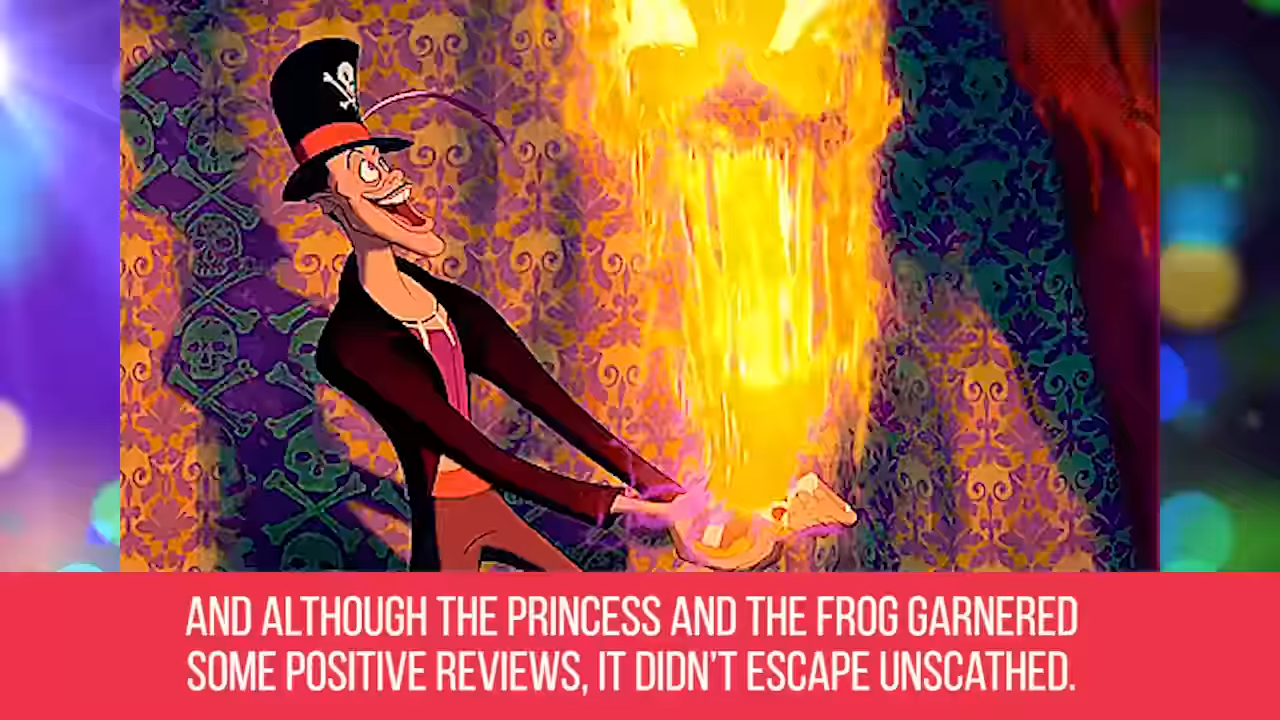 AND ALTHOUGH THE PRINCESS AND THE FROG GARNERED
SOME POSITIVE REVIEWS, IT DIDN'T ESCAPE UNSCATHED.